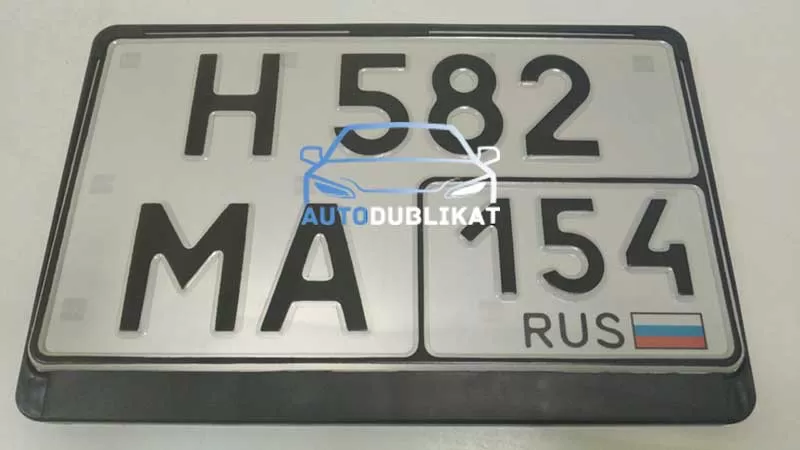 Н 582
AUTODUBLIKAT
МА 154
RUS